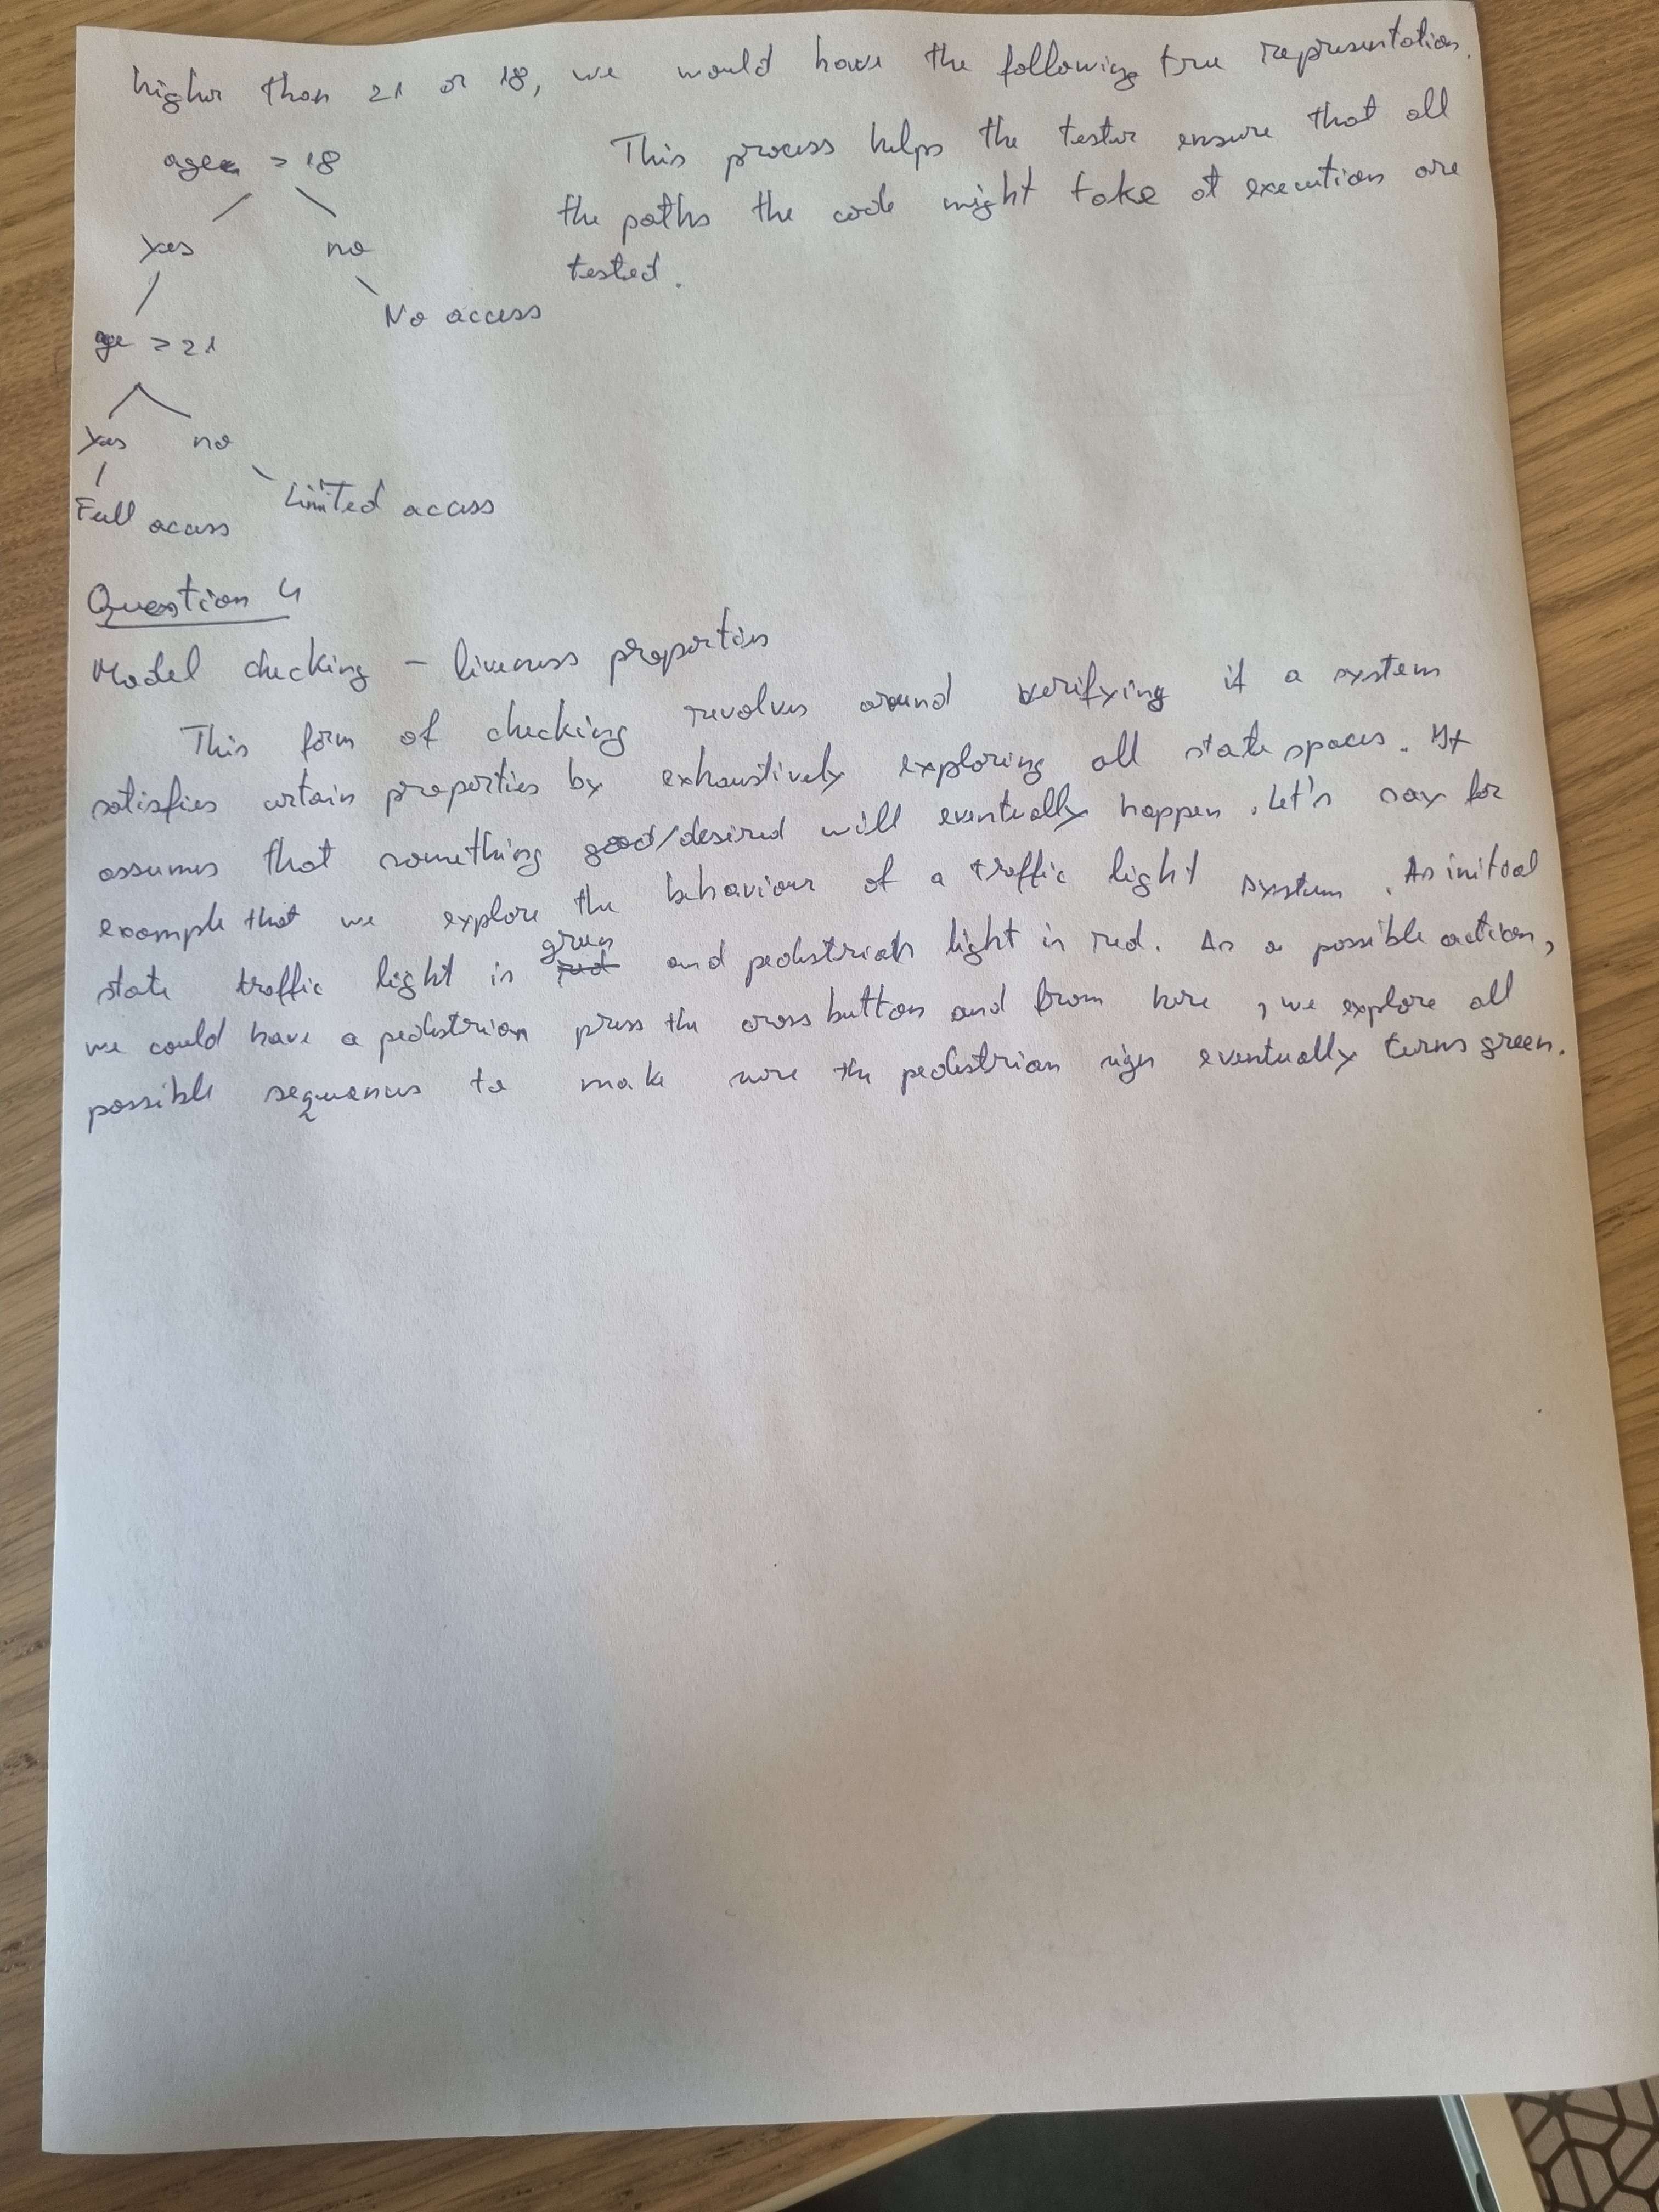 higher than 21 or 18, we would have the following tree representation.
This process helps the tester ensure that all
the paths the code might take at execution are
tested.
age > 18
yes no
No access
age > 21
yes no
Full access Limited access
Question 4
Model checking - liveness properties
This form of checking revolves around verifying if a system
satisfies certain properties by exhaustively exploring all state spaces. It
assumes that something good/desired will eventually happen. Let's say for
example that we explore the behaviour of a traffic light system. As initial
state traffic light is green and pedestrian light is red. As a possible action,
we could have a pedestrian press the cross button and from here, we explore all
possible sequences to make sure the pedestrian sign eventually turns green.